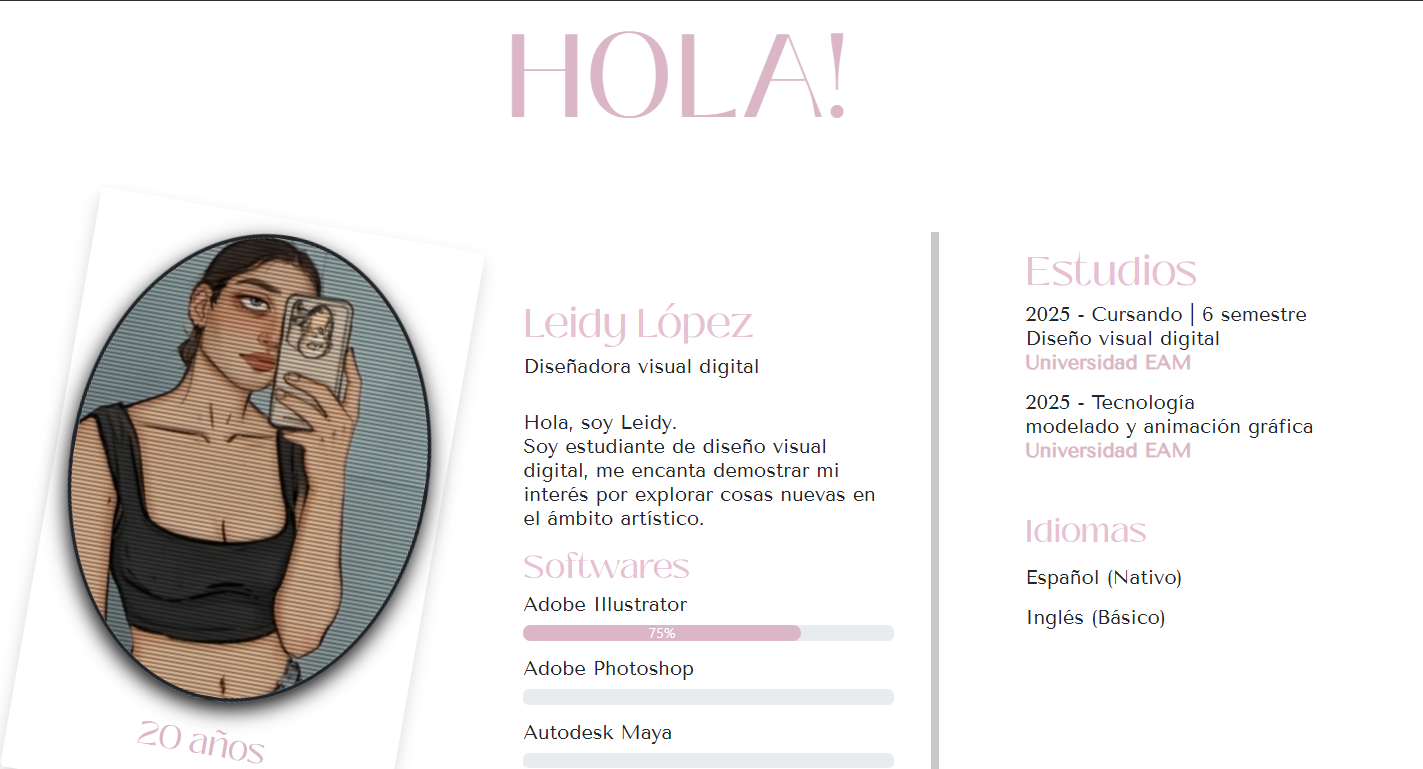 HOLA!
20 años
Leidy López
Diseñadora visual digital
Hola, soy Leidy.
Soy estudiante de diseño visual
digital, me encanta demostrar mi
interés por explorar cosas nuevas en
el ámbito artístico.
Softwares
Adobe Illustrator
75%
Adobe Photoshop
Autodesk Maya
Estudios
2025 - Cursando | 6 semestre
Diseño visual digital
Universidad EAM
2025 - Tecnología
modelado y animación gráfica
Universidad EAM
Idiomas
Español (Nativo)
Inglés (Básico)